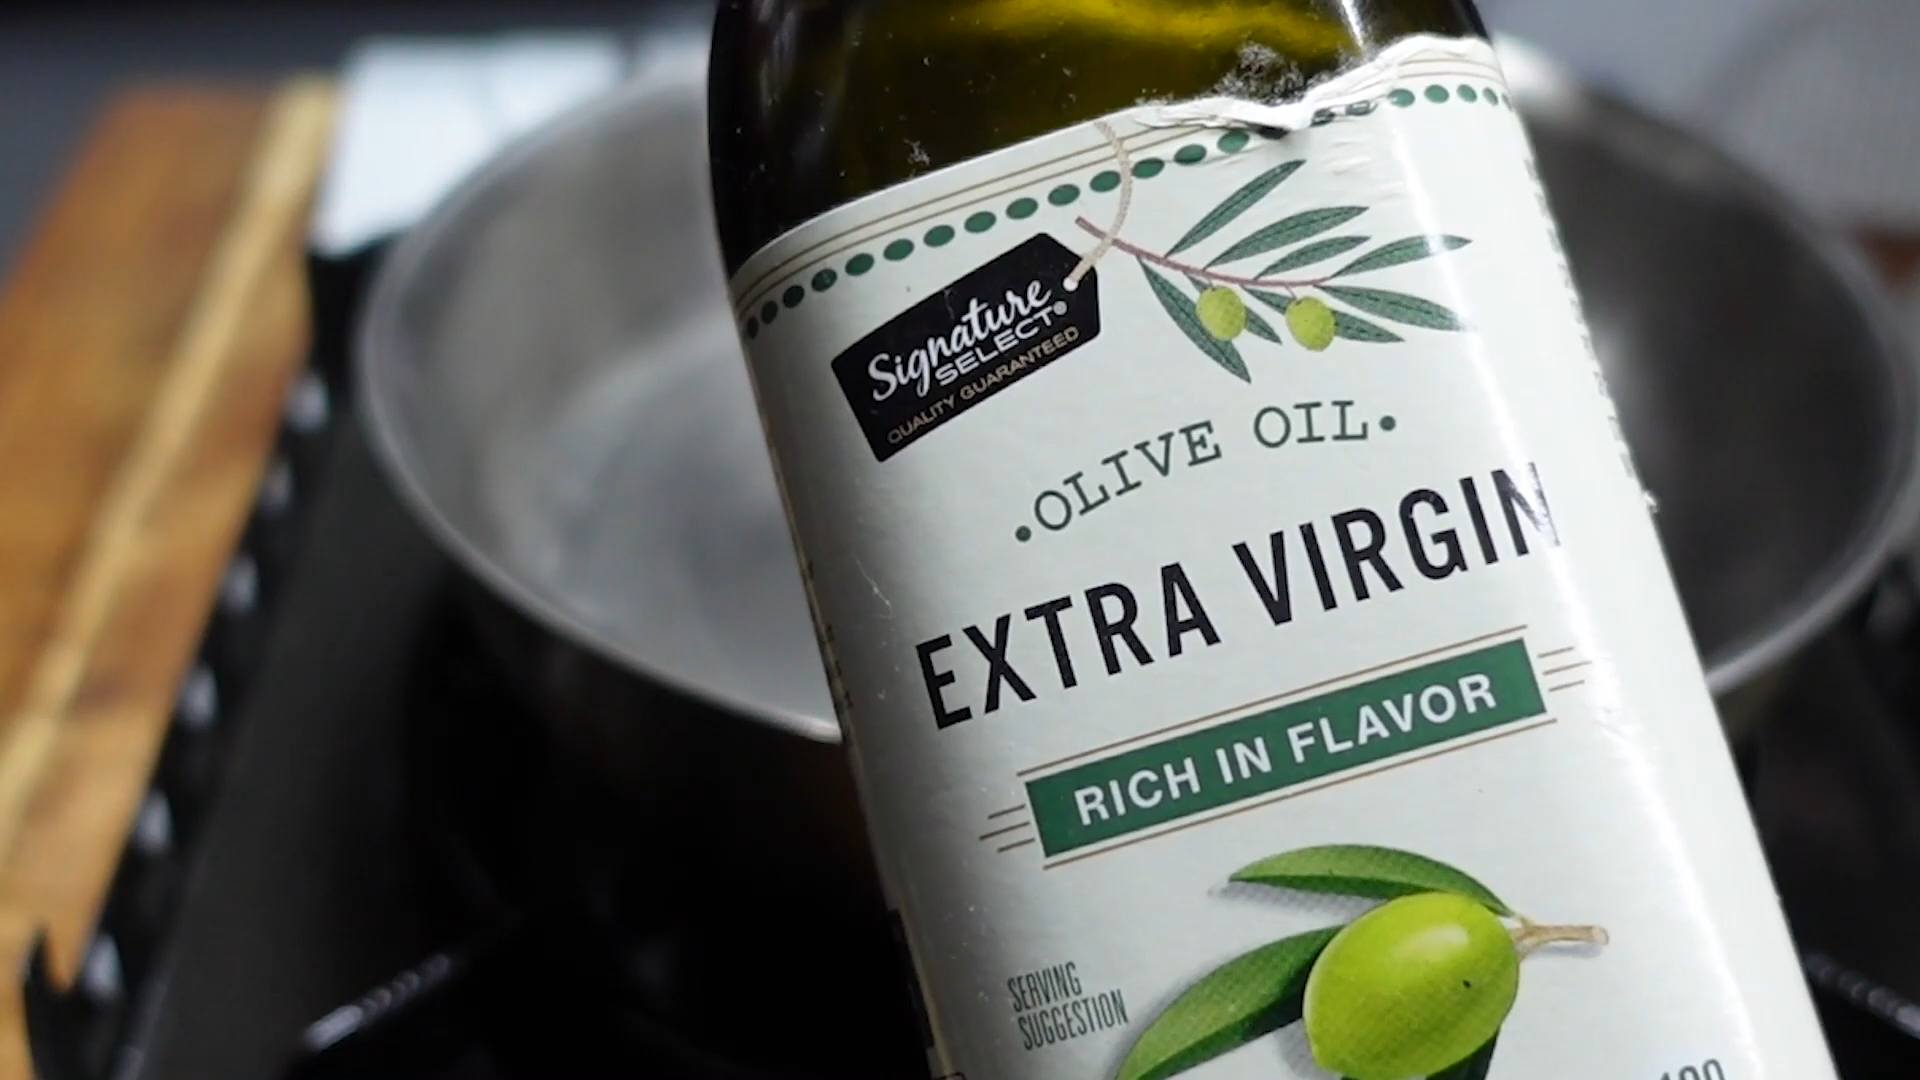 Signature
SELECT®
QUALITY GUARANTEED
•OLIVE OIL•
EXTRA VIRGIN
RICH IN FLAVOR
SERVING
SUGGESTION